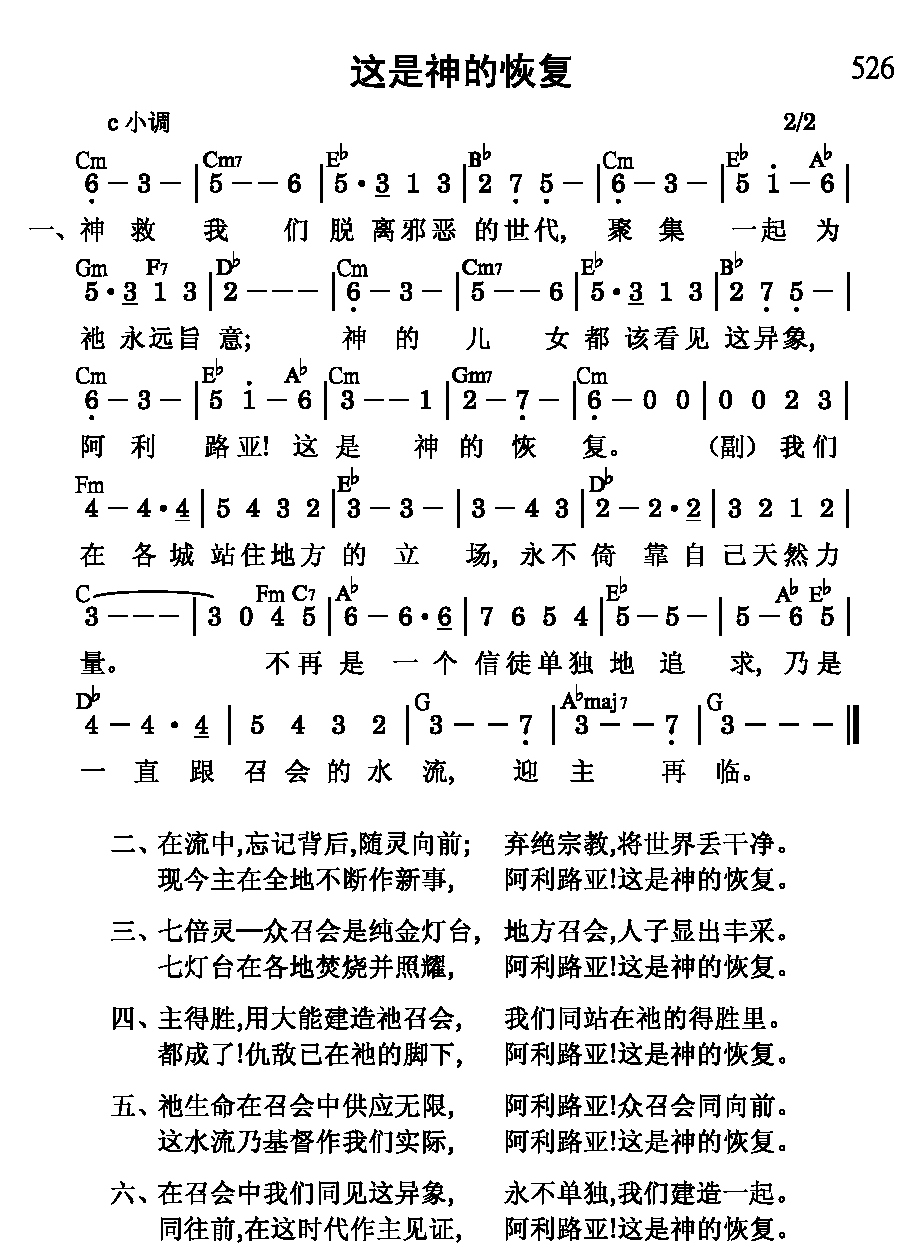 这是神的恢复 526
c 小调 2/2
Cm Cm7 E♭ B♭ Cm E♭ A♭
6̣ － 3 － | 5 － － 6 | 5 · 3 1 3 | 2 7̣ 5̣ － | 6̣ － 3 － | 5 1̇ － 6 |
一、神 救 我 们 脱 离 邪 恶 的 世 代, 聚 集 一 起 为
Gm F7 D♭ Cm Cm7 E♭ B♭
5 · 3 1 3 | 2 － － － | 6̣ － 3 － | 5 － － 6 | 5 · 3 1 3 | 2 7̣ 5̣ － |
祂 永 远 旨 意; 神 的 儿 女 都 该 看 见 这 异 象,
Cm E♭ A♭ Cm Gm7 Cm
6̣ － 3 － | 5 1̇ － 6 | 3 － － 1 | 2 － 7̣ － | 6̣ － 0 0 | 0 0 2 3 |
阿 利 路 亚! 这 是 神 的 恢 复。 （副）我 们
Fm E♭ D♭
4 － 4 · 4 | 5 4 3 2 | 3 － 3 － | 3 － 4 3 | 2 － 2 · 2 | 3 2 1 2 |
在 各 城 站 住 地 方 的 立 场, 永 不 倚 靠 自 己 天 然 力
C Fm C7 A♭ E♭ A♭ E♭
3 － － － | 3 0 4 5 | 6 － 6 · 6 | 7 6 5 4 | 5 － 5 － | 5 － 6 5 |
量。 不 再 是 一 个 信 徒 单 独 地 追 求, 乃 是
D♭ G A♭maj7 G
4 － 4 · 4 | 5 4 3 2 | 3 － － 7̣ | 3 － － 7̣ | 3 － － ‖
一 直 跟 召 会 的 水 流, 迎 主 再 临。
二、在流中,忘记背后,随灵向前; 弃绝宗教,将世界丢干净。
现今主在全地不断作新事, 阿利路亚!这是神的恢复。
三、七倍灵—众召会是纯金灯台, 地方召会,人子显出丰采。
七灯台在各地焚烧并照耀, 阿利路亚!这是神的恢复。
四、主得胜,用大能建造祂召会, 我们同站在祂的得胜里。
都成了!仇敌已在祂的脚下, 阿利路亚!这是神的恢复。
五、祂生命在召会中供应无限, 阿利路亚!众召会同向前。
这水流乃基督作我们实际, 阿利路亚!这是神的恢复。
六、在召会中我们同见这异象, 永不单独,我们建造一起。
同往前,在这时代作主见证, 阿利路亚!这是神的恢复。